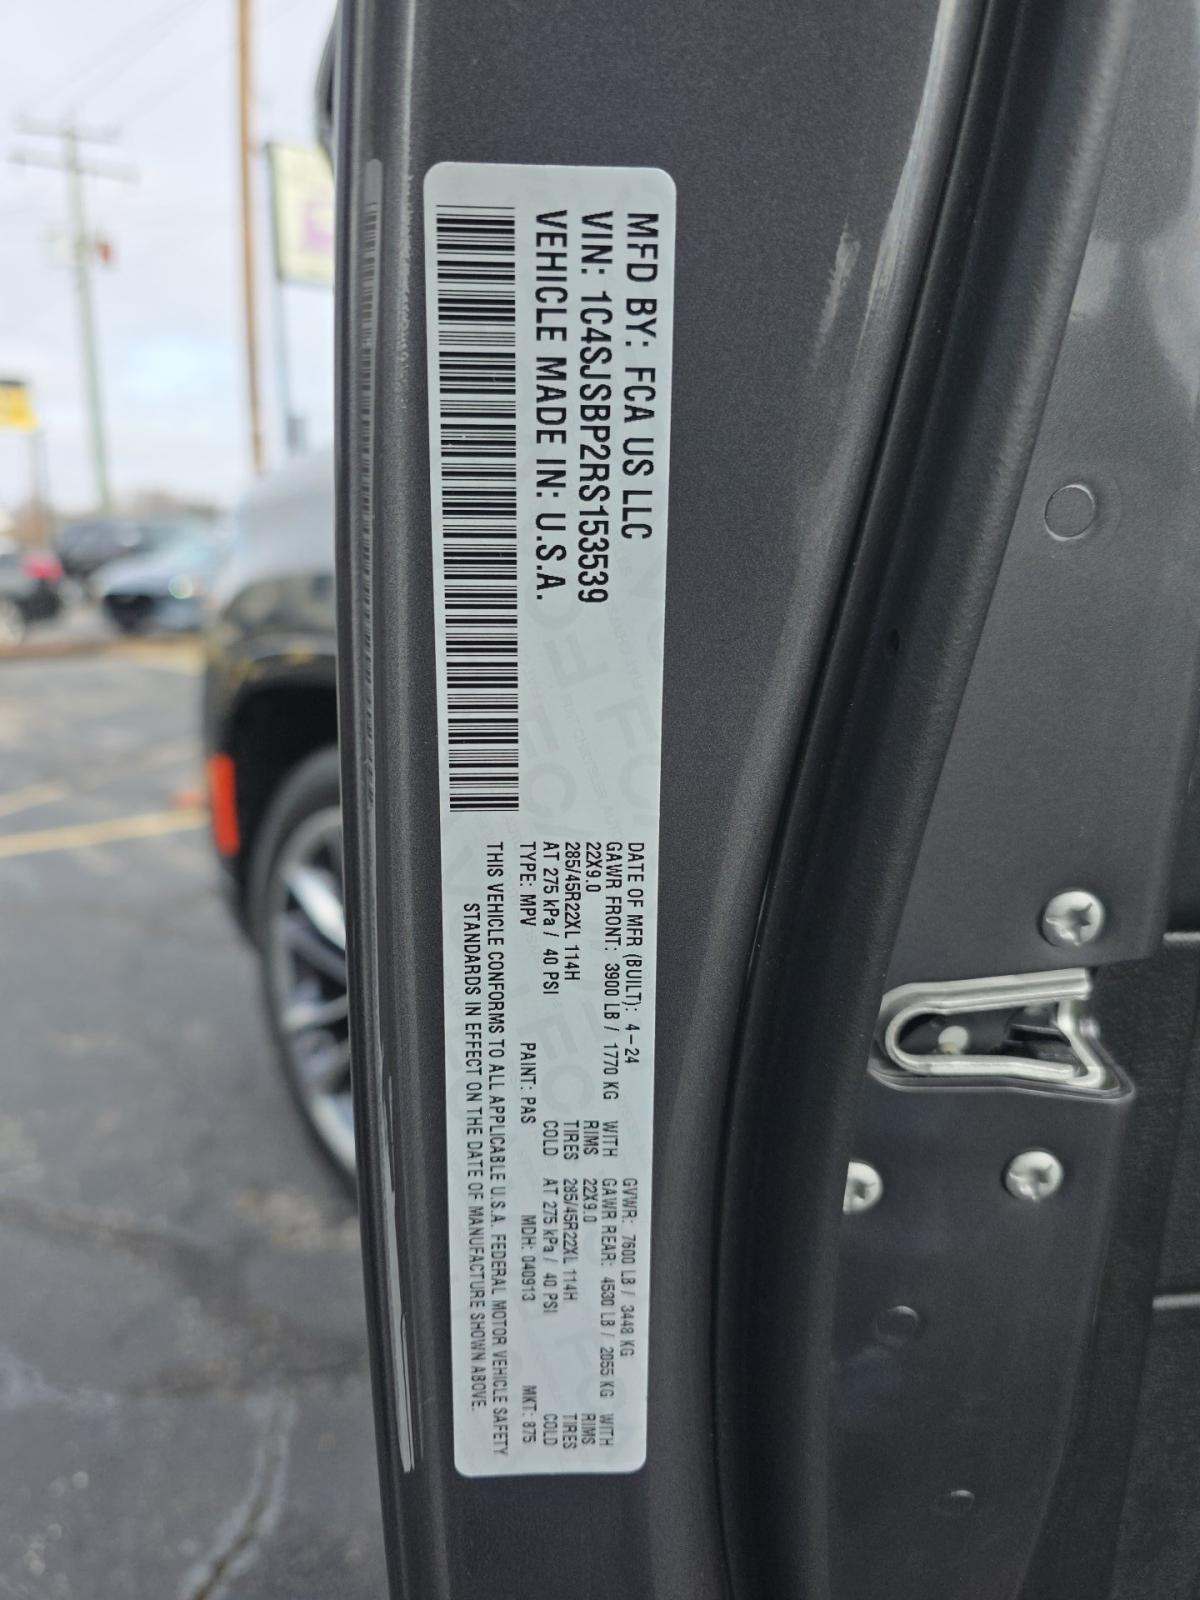 MFD BY: FCA US LLC
VIN: 1C4SJSBP2RS153539
VEHICLE MADE IN: U.S.A.
DATE OF MFR (BUILT): 4-24 GVWR: 7600 LB / 3448 KG
GAWR FRONT: 3900 LB / 1770 KG WITH GAWR REAR: 4530 LB / 2055 KG WITH
22X9.0 RIMS 22X9.0 RIMS
285/45R22XL 114H TIRES 285/45R22XL 114H TIRES
AT 275 kPa / 40 PSI COLD AT 275 kPa / 40 PSI COLD
TYPE: MPV PAINT: PAS MDH: 040913 MKT: 875
THIS VEHICLE CONFORMS TO ALL APPLICABLE U.S.A. FEDERAL MOTOR VEHICLE SAFETY
STANDARDS IN EFFECT ON THE DATE OF MANUFACTURE SHOWN ABOVE.